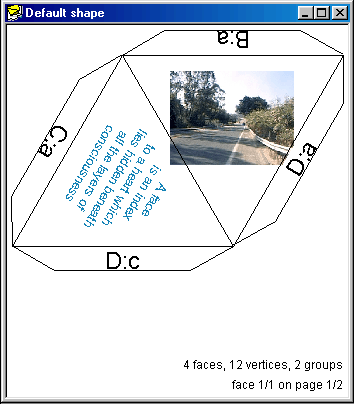 Default shape
B:a
C:a
D:a
A face
is an index
to a heart which
lies hidden beneath
all the layers of
consciousness
D:c
4 faces, 12 vertices, 2 groups
face 1/1 on page 1/2